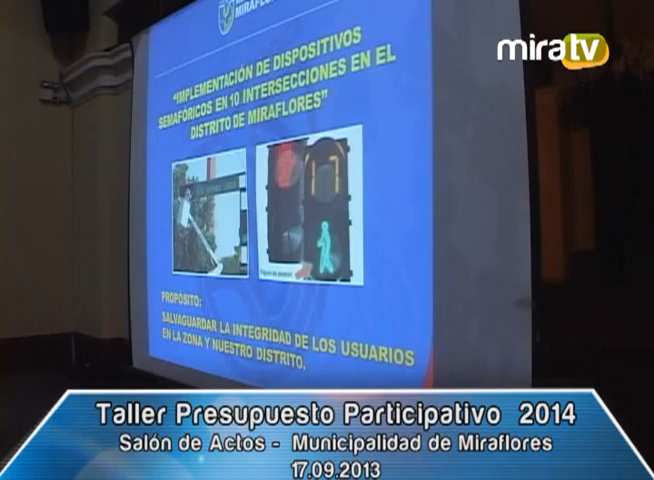 MIRAFLORES
miratv
"IMPLEMENTACIÓN DE DISPOSITIVOS
SEMAFÓRICOS EN 10 INTERSECCIONES EN EL
DISTRITO DE MIRAFLORES"
17
PROPÓSITO:
SALVAGUARDAR LA INTEGRIDAD DE LOS USUARIOS
EN LA ZONA Y NUESTRO DISTRITO.
Taller Presupuesto Participativo 2014
Salón de Actos - Municipalidad de Miraflores
17.09.2013